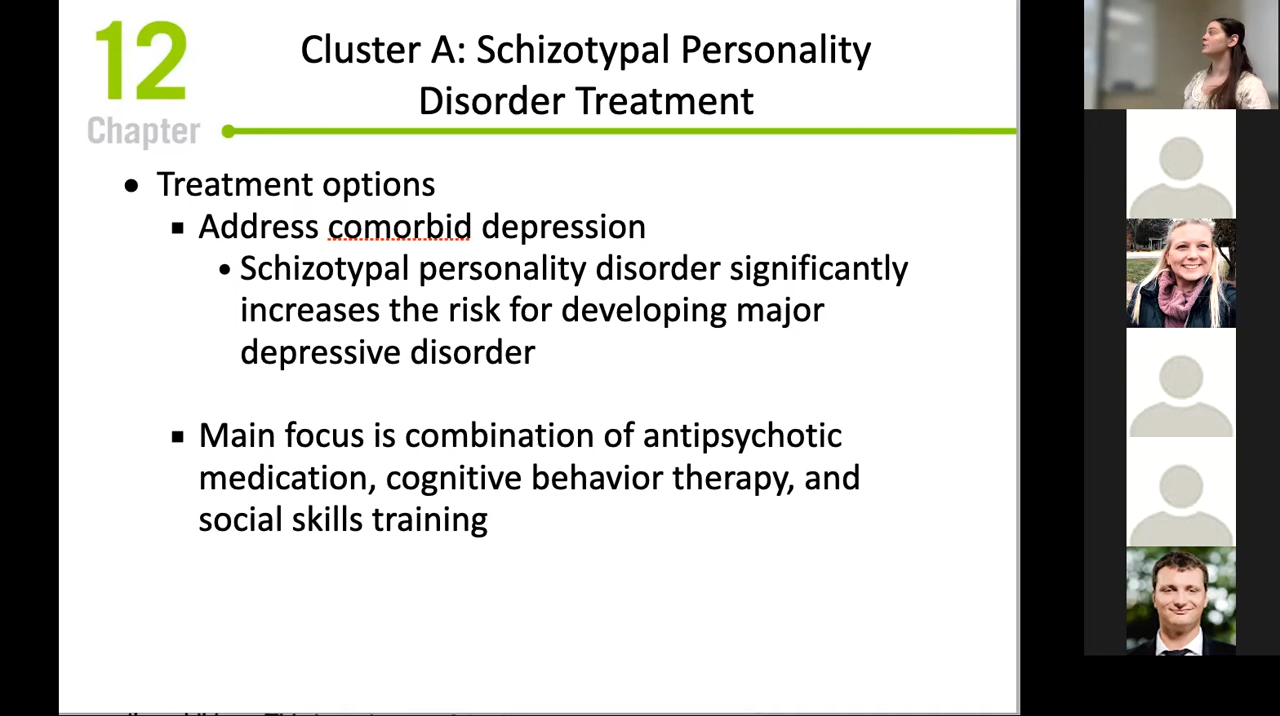 12
Chapter
Cluster A: Schizotypal Personality
Disorder Treatment
• Treatment options
▪ Address comorbid depression
• Schizotypal personality disorder significantly
increases the risk for developing major
depressive disorder
▪ Main focus is combination of antipsychotic
medication, cognitive behavior therapy, and
social skills training